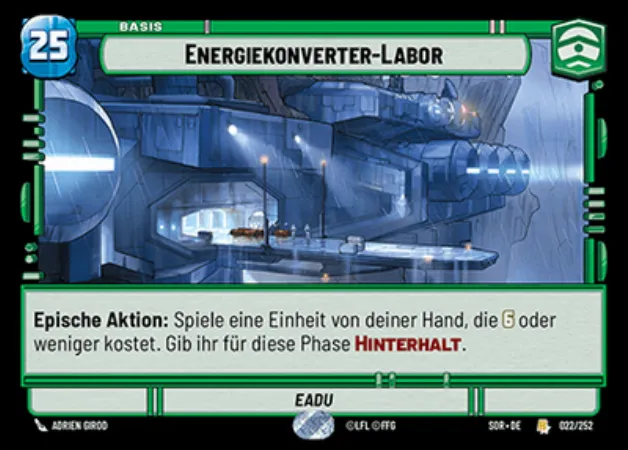 BASIS
25
ENERGIEKONVERTER-LABOR
Epische Aktion: Spiele eine Einheit von deiner Hand, die 6 oder
weniger kostet. Gib ihr für diese Phase HINTERHALT.
EADU
ADRIEN GIROD
©LFL ©FFG
SOR • DE
022/252